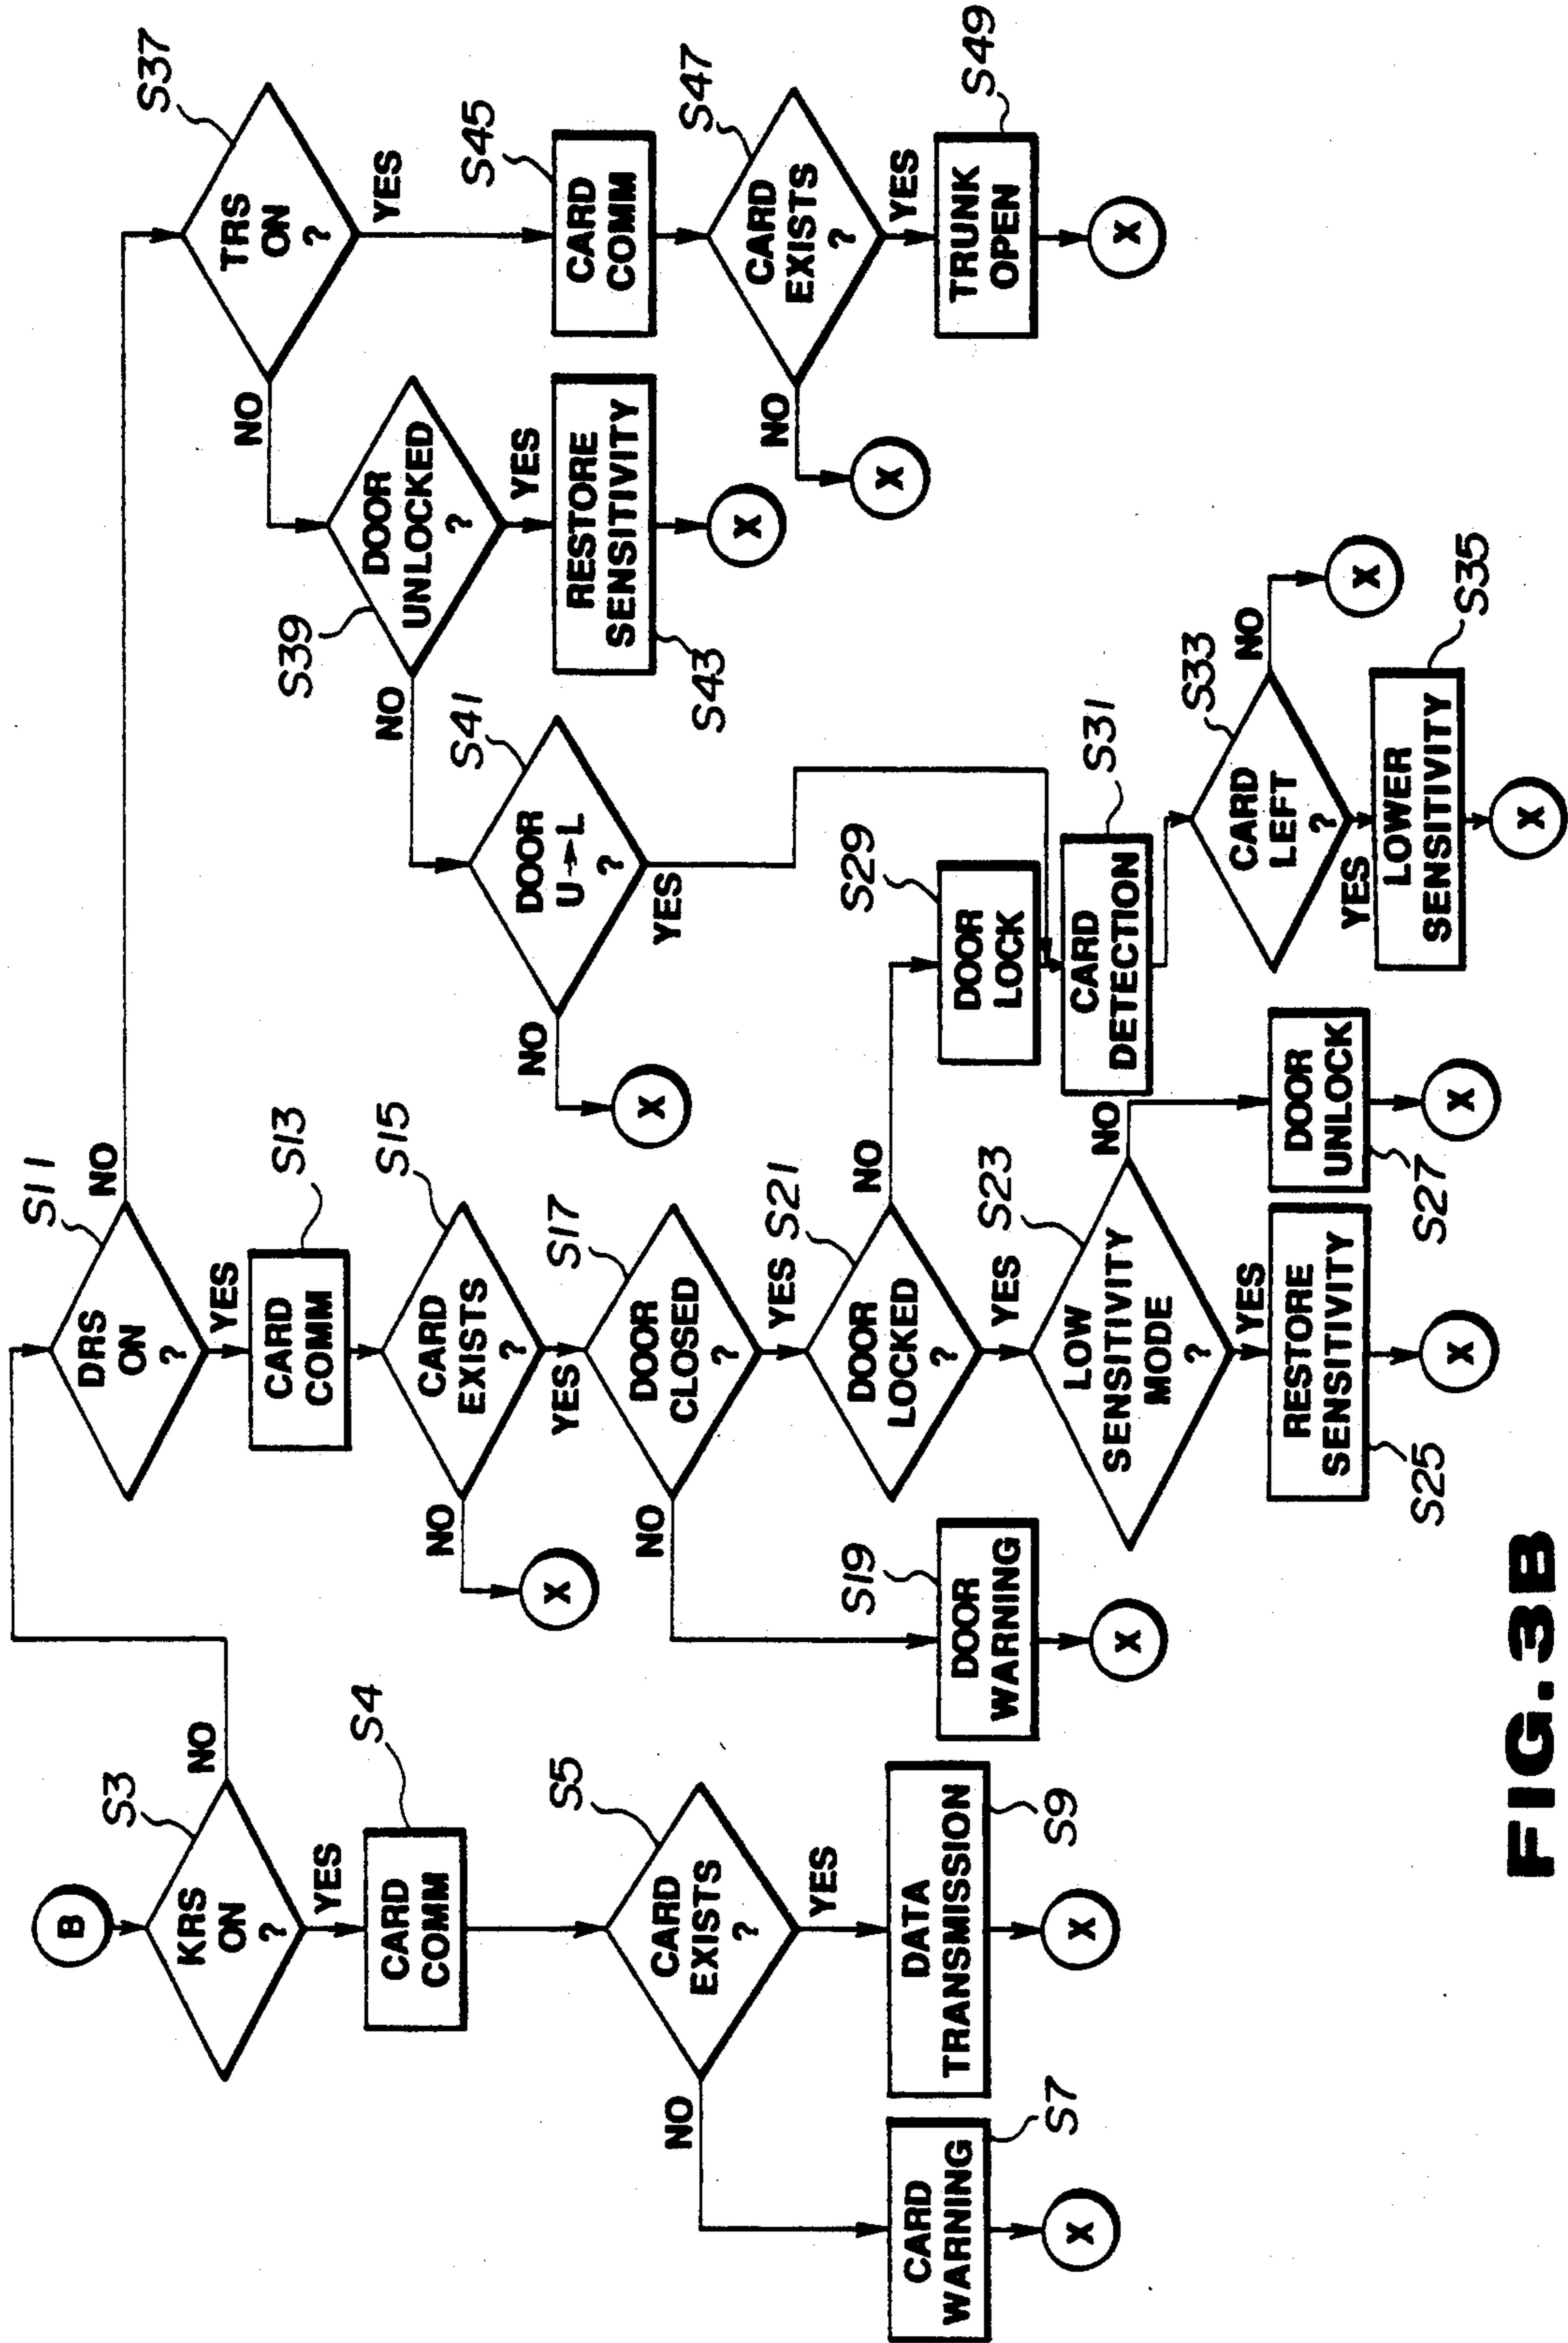 B
S3
KRS
ON
?
NO
YES
S4
CARD
COMM
S5
CARD
EXISTS
?
NO
YES
CARD
WARNING
S7
X
DATA
TRANSMISSION
S9
X
S11
DRS
ON
?
NO
YES
S13
CARD
COMM
S15
CARD
EXISTS
?
NO
X
YES
S17
DOOR
CLOSED
?
NO
S19
DOOR
WARNING
X
YES
S21
DOOR
LOCKED
?
NO
YES
S23
LOW
SENSITIVITY
MODE
?
NO
YES
RESTORE
SENSITIVITY
S25
X
DOOR
UNLOCK
S27
X
S29
DOOR
LOCK
S31
CARD
DETECTION
S33
CARD
LEFT
?
NO
X
YES
S35
LOWER
SENSITIVITY
X
S37
TRS
ON
?
NO
YES
S39
DOOR
UNLOCKED
?
NO
YES
S41
DOOR
U→L
?
NO
X
YES
RESTORE
SENSITIVITY
S43
X
S45
CARD
COMM
S47
CARD
EXISTS
?
NO
X
YES
S49
TRUNK
OPEN
X
FIG.3B